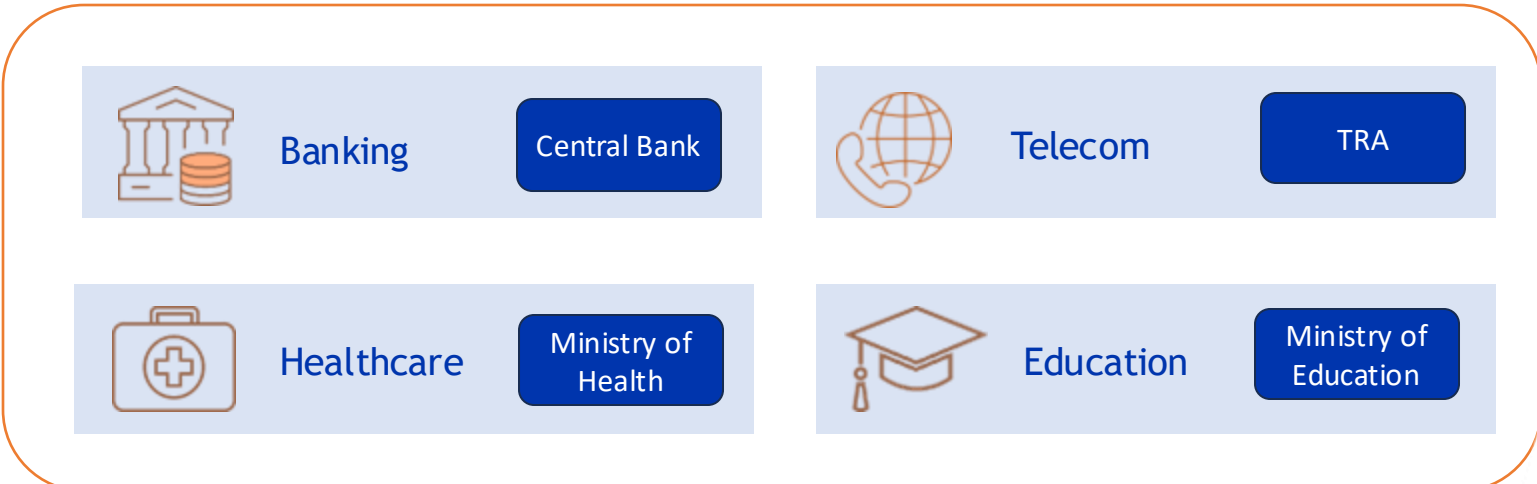 Banking
Central Bank
Telecom
TRA
Healthcare
Ministry of
Health
Education
Ministry of
Education